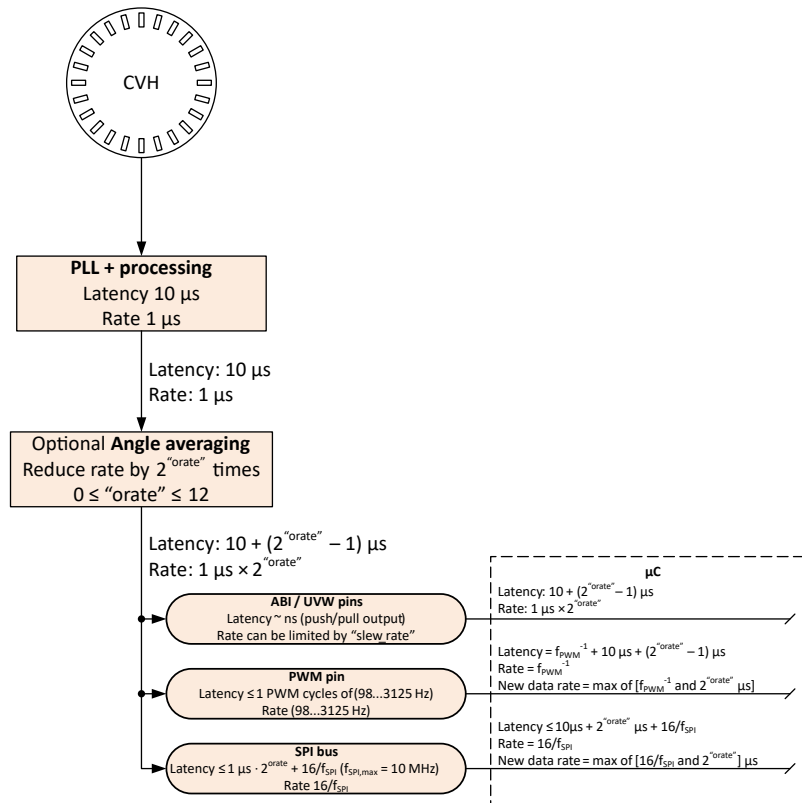 CVH
PLL + processing
Latency 10 µs
Rate 1 µs
Latency: 10 µs
Rate: 1 µs
Optional Angle averaging
Reduce rate by 2^“orate” times
0 ≤ “orate” ≤ 12
Latency: 10 + (2^“orate” – 1) µs
Rate: 1 µs × 2^“orate”
ABI / UVW pins
Latency ~ ns (push/pull output)
Rate can be limited by “slew_rate”
PWM pin
Latency ≤ 1 PWM cycles of (98...3125 Hz)
Rate (98...3125 Hz)
SPI bus
Latency ≤ 1 µs · 2^orate + 16/f_SPI (f_SPI,max = 10 MHz)
Rate 16/f_SPI
µC
Latency: 10 + (2^“orate” – 1) µs
Rate: 1 µs × 2^“orate”
Latency = f_PWM^-1 + 10 µs + (2^“orate” – 1) µs
Rate = f_PWM^-1
New data rate = max of [f_PWM^-1 and 2^“orate” µs]
Latency ≤ 10µs + 2^“orate” µs + 16/f_SPI
Rate = 16/f_SPI
New data rate = max of [16/f_SPI and 2^“orate”] µs